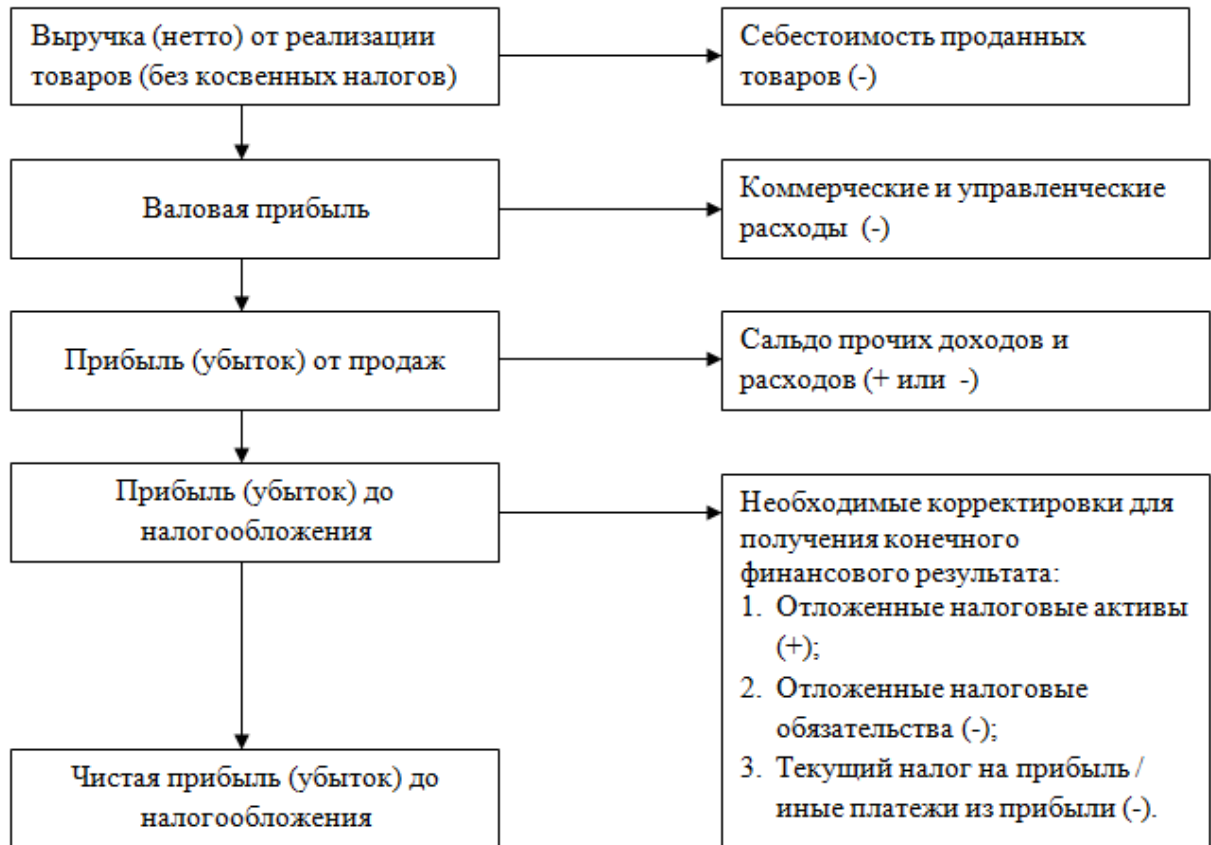 Выручка (нетто) от реализации
товаров (без косвенных налогов)
Себестоимость проданных
товаров (-)
Валовая прибыль
Коммерческие и управленческие
расходы (-)
Прибыль (убыток) от продаж
Сальдо прочих доходов и
расходов (+ или -)
Прибыль (убыток) до
налогообложения
Необходимые корректировки для
получения конечного
финансового результата:
1. Отложенные налоговые активы
(+);
2. Отложенные налоговые
обязательства (-);
3. Текущий налог на прибыль /
иные платежи из прибыли (-).
Чистая прибыль (убыток) до
налогообложения